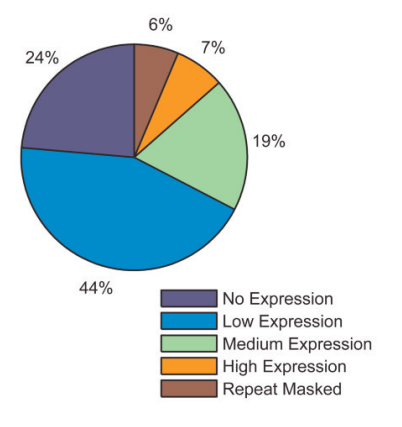 6%
7%
24%
19%
44%
No Expression
Low Expression
Medium Expression
High Expression
Repeat Masked